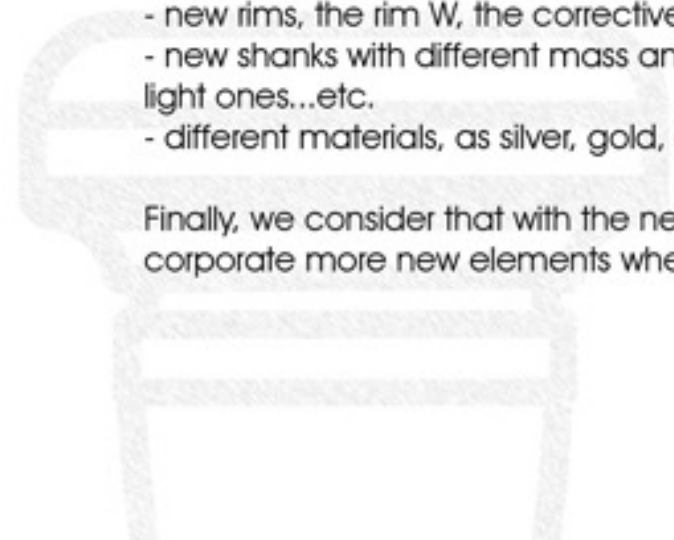 - new rims, the rim W, the corrective
- new shanks with different mass an
light ones...etc.
- different materials, as silver, gold,
Finally, we consider that with the ne
corporate more new elements whe